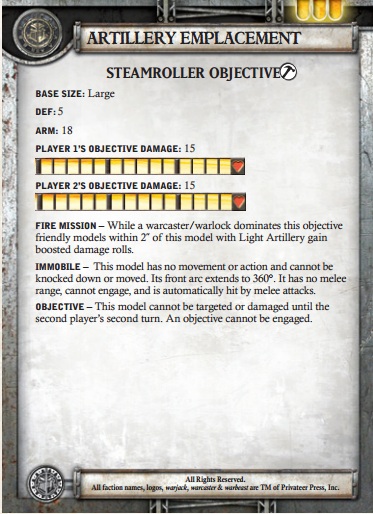 ARTILLERY EMPLACEMENT
STEAMROLLER OBJECTIVE
BASE SIZE: Large
DEF: 5
ARM: 18
PLAYER 1'S OBJECTIVE DAMAGE: 15
PLAYER 2'S OBJECTIVE DAMAGE: 15
FIRE MISSION – While a warcaster/warlock dominates this objective
friendly models within 2" of this model with Light Artillery gain
boosted damage rolls.
IMMOBILE – This model has no movement or action and cannot be
knocked down or moved. Its front arc extends to 360°. It has no melee
range, cannot engage, and is automatically hit by melee attacks.
OBJECTIVE – This model cannot be targeted or damaged until the
second player's second turn. An objective cannot be engaged.
All Rights Reserved.
All faction names, logos, warjack, warcaster & warbeast are TM of Privateer Press, Inc.